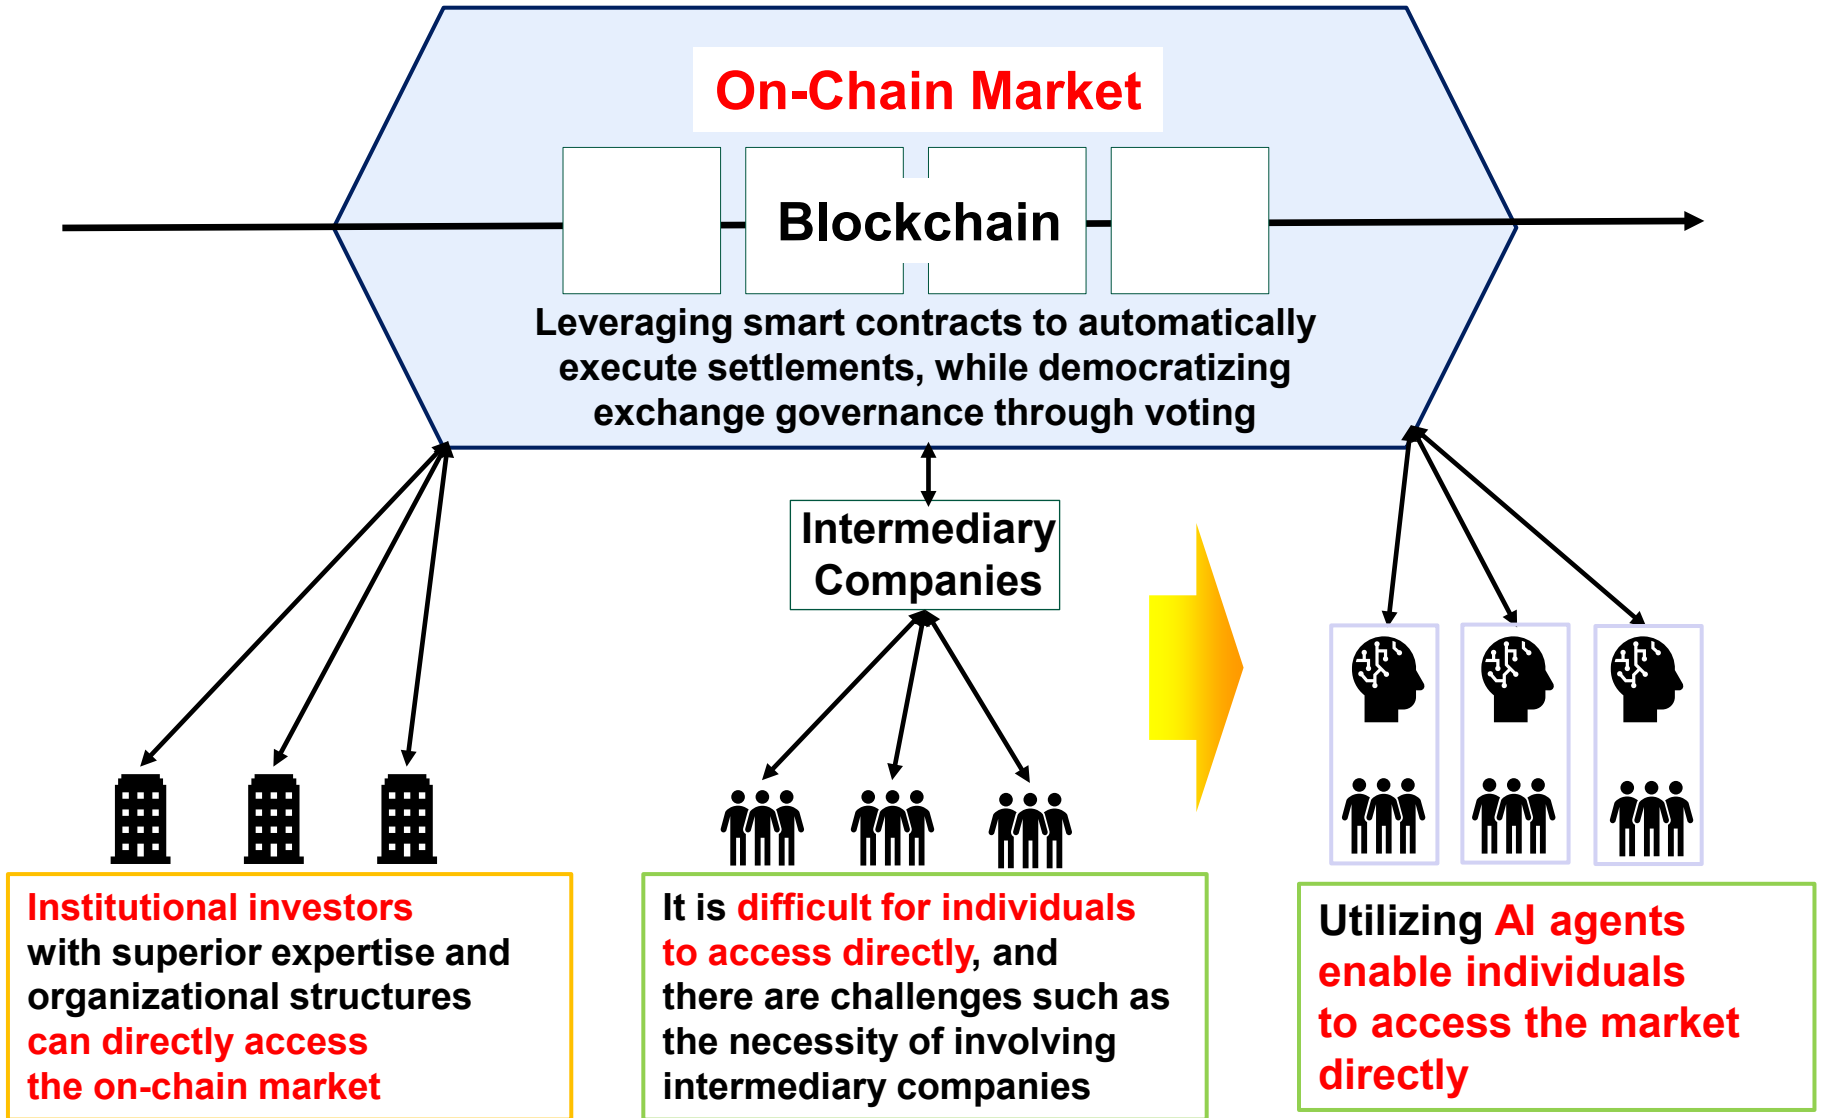 On-Chain Market
Blockchain
Leveraging smart contracts to automatically
execute settlements, while democratizing
exchange governance through voting
Intermediary
Companies
Institutional investors
with superior expertise and
organizational structures
can directly access
the on-chain market
It is difficult for individuals
to access directly, and
there are challenges such as
the necessity of involving
intermediary companies
Utilizing AI agents
enable individuals
to access the market
directly